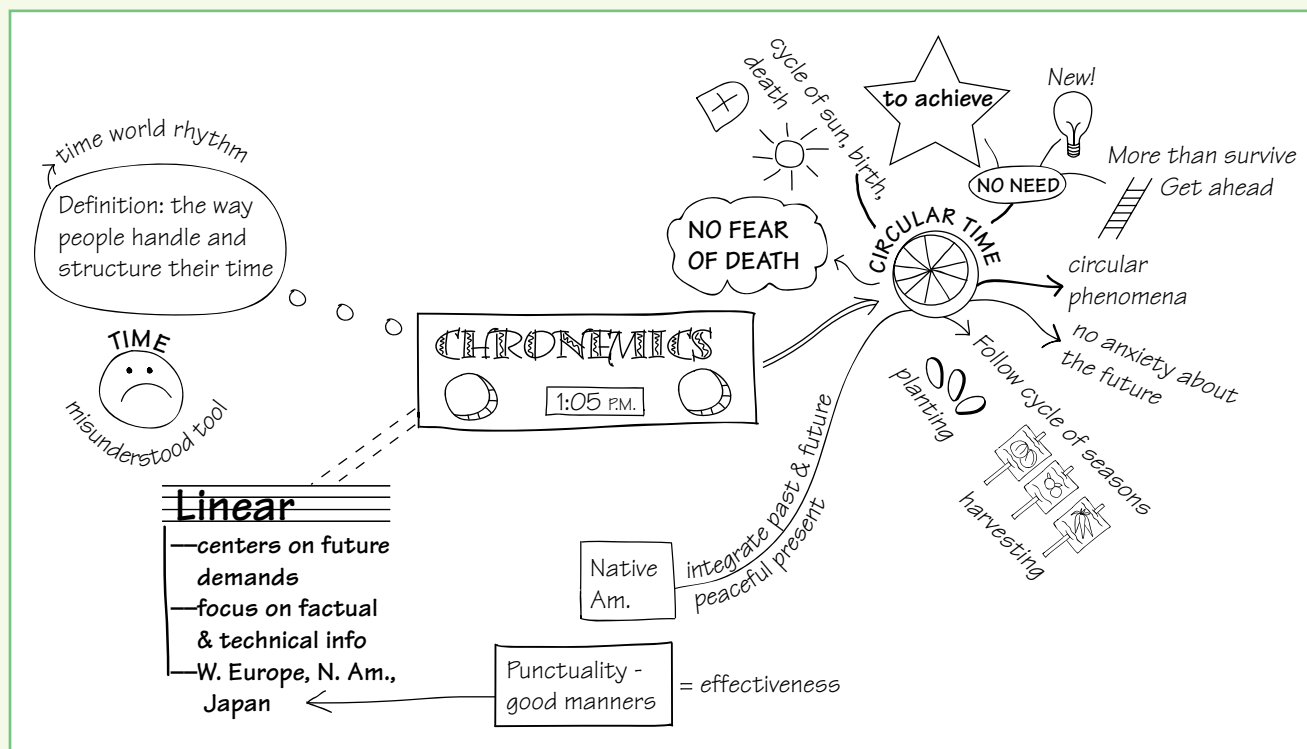 time world rhythm
Definition: the way
people handle and
structure their time
TIME
misunderstood tool
CHRONEMICS
1:05 P.M.
Linear
—centers on future
demands
—focus on factual
& technical info
—W. Europe, N. Am.,
Japan
Punctuality -
good manners
= effectiveness
Native
Am.
integrate past & future
peaceful present
CIRCULAR TIME
NO FEAR
OF DEATH
cycle of sun, birth,
death
to achieve
NO NEED
New!
More than survive
Get ahead
circular
phenomena
no anxiety about
the future
Follow cycle of seasons
planting
harvesting